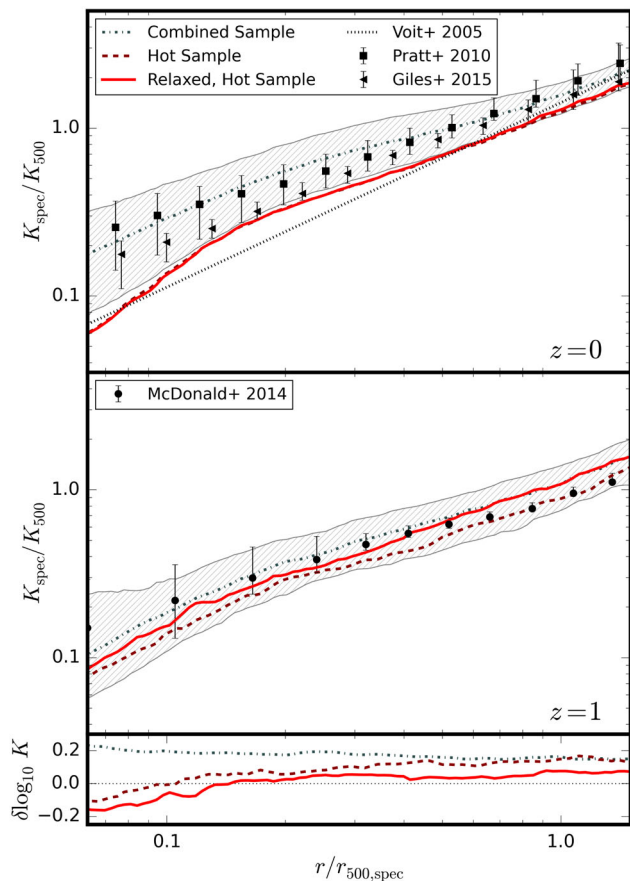 Combined Sample
Hot Sample
Relaxed, Hot Sample
Voit+ 2005
Pratt+ 2010
Giles+ 2015
1.0
0.1
K_spec/K_500
z=0
McDonald+ 2014
1.0
0.1
K_spec/K_500
z=1
0.2
0.0
−0.2
δlog_10 K
0.1
1.0
r/r_500,spec